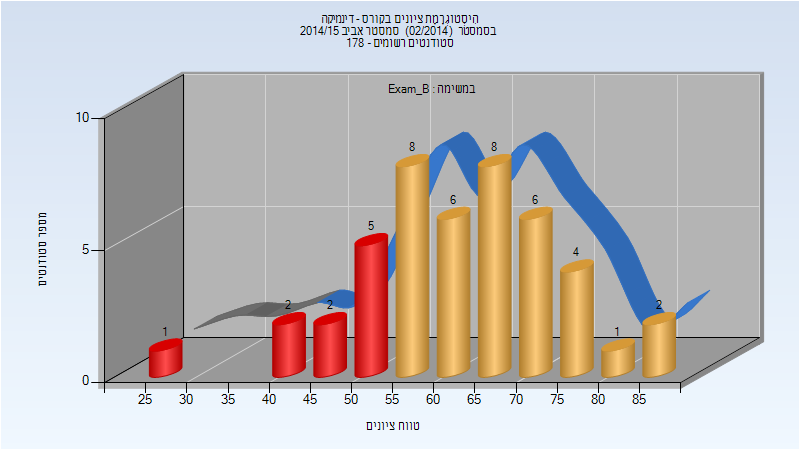 היסטוגרמת ציונים בקורס - דינמיקה
בסמסטר (02/2014) סמסטר אביב 2014/15
סטודנטים רשומים - 178
במשימה : Exam_B
מספר סטודנטים
10
5
0
1
2
2
5
8
6
8
6
4
1
2
25 30 35 40 45 50 55 60 65 70 75 80 85
טווח ציונים